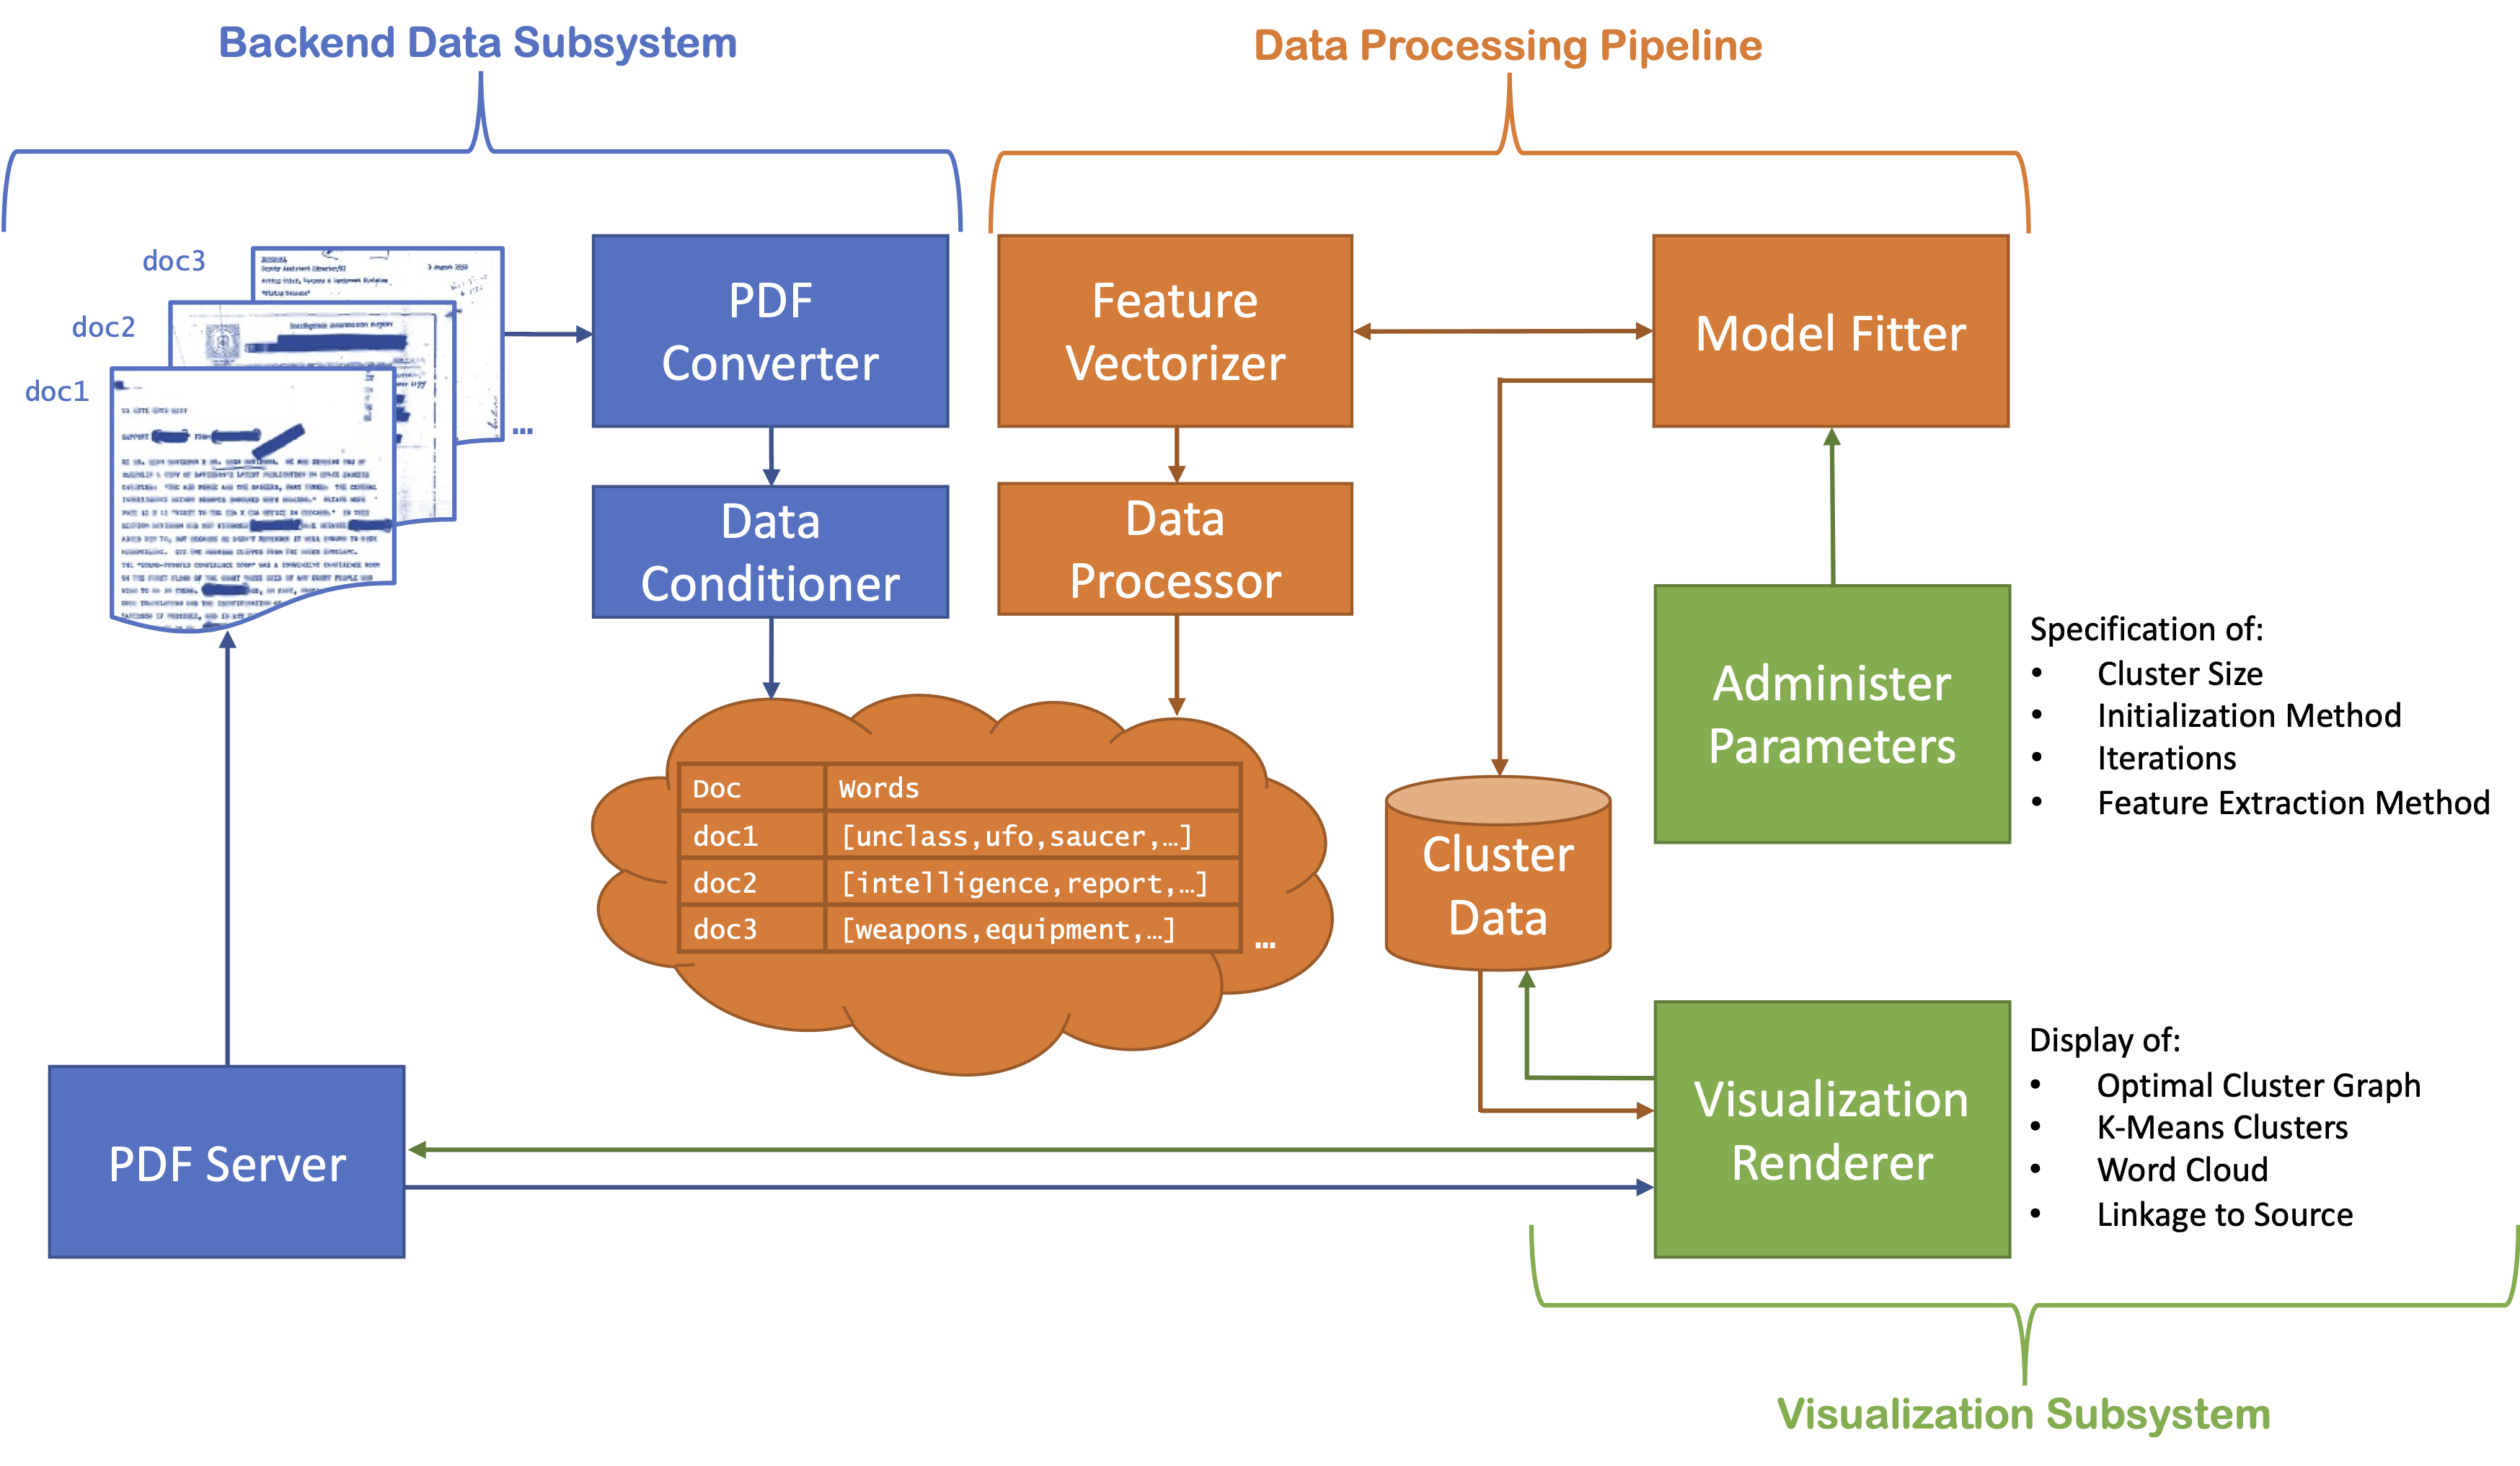 Backend Data Subsystem
Data Processing Pipeline
doc3
doc2
doc1
...
PDF
Converter
Feature
Vectorizer
Model Fitter
Data
Conditioner
Data
Processor
Administer
Parameters
Specification of:
• Cluster Size
• Initialization Method
• Iterations
• Feature Extraction Method
Doc Words
doc1 [unclass,ufo,saucer,…]
doc2 [intelligence,report,…]
doc3 [weapons,equipment,…]
...
Cluster
Data
PDF Server
Visualization
Renderer
Display of:
• Optimal Cluster Graph
• K-Means Clusters
• Word Cloud
• Linkage to Source
Visualization Subsystem